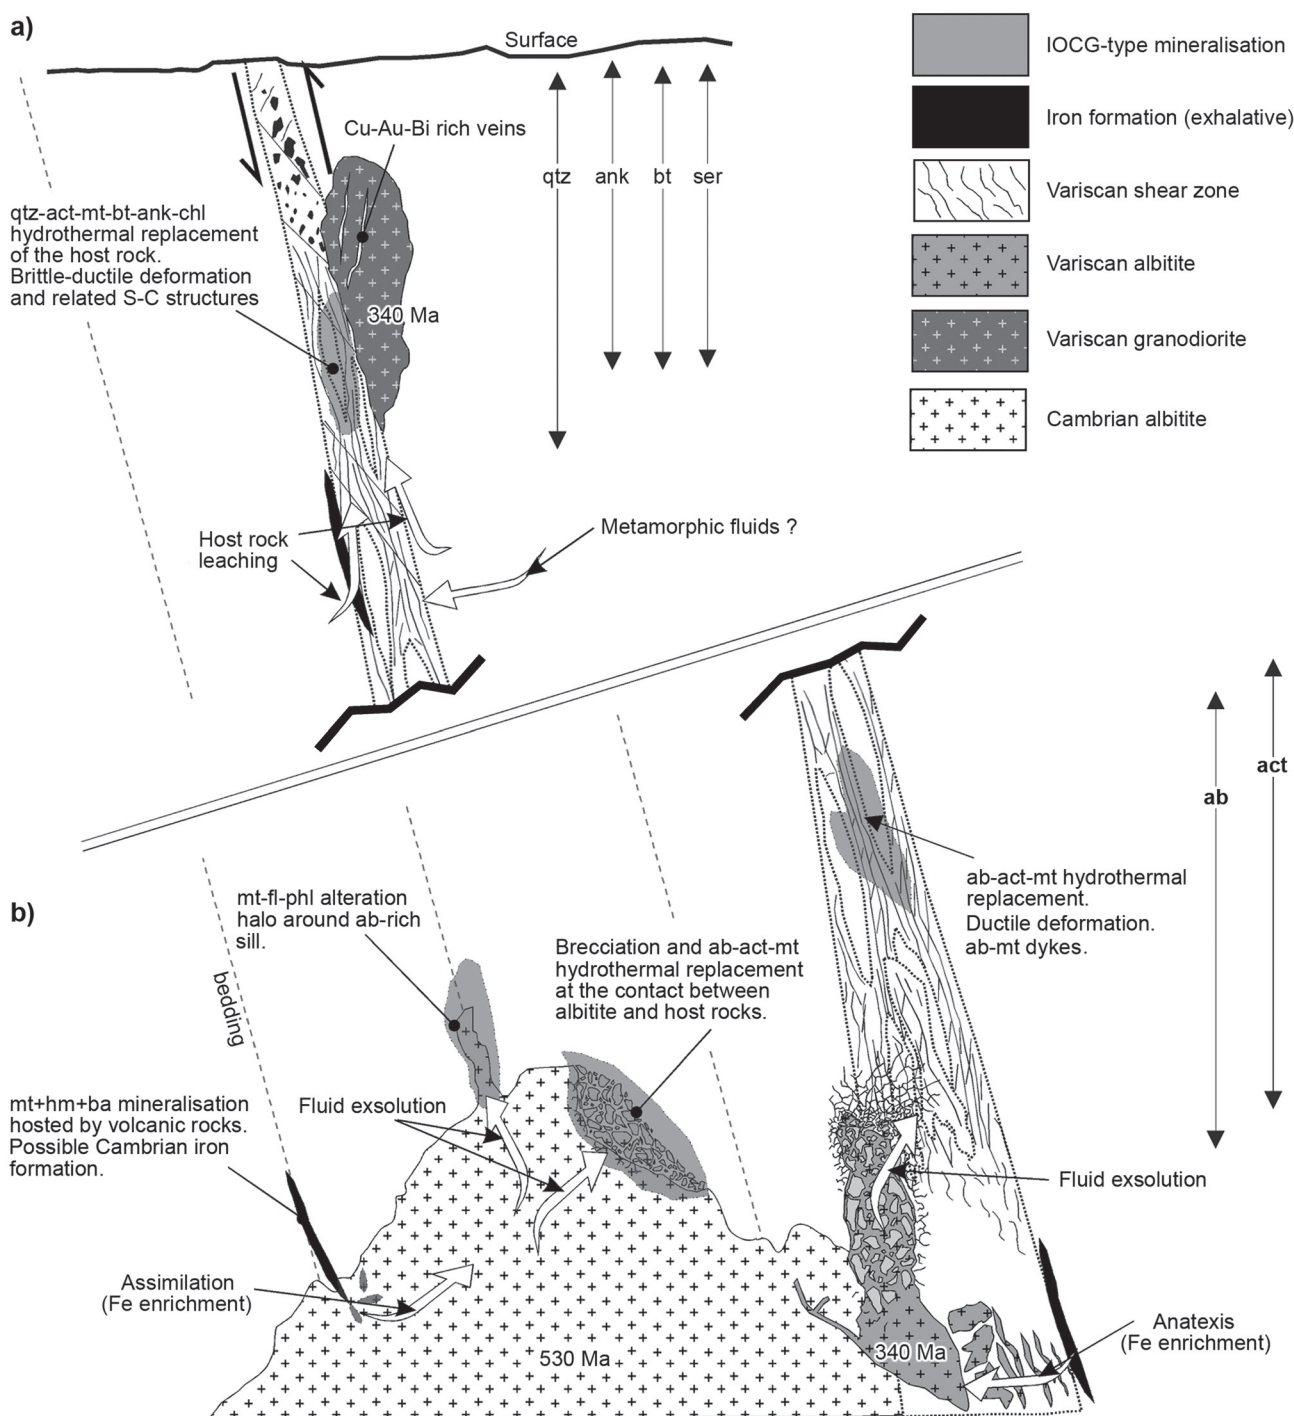 a)
Surface
IOCG-type mineralisation
Iron formation (exhalative)
Variscan shear zone
Variscan albitite
Variscan granodiorite
Cambrian albitite
Cu-Au-Bi rich veins
qtz
ank
bt
ser
qtz-act-mt-bt-ank-chl
hydrothermal replacement
of the host rock.
Brittle-ductile deformation
and related S-C structures
340 Ma
Host rock
leaching
Metamorphic fluids ?
b)
act
ab
ab-act-mt hydrothermal
replacement.
Ductile deformation.
ab-mt dykes.
mt-fl-phl alteration
halo around ab-rich
sill.
Brecciation and ab-act-mt
hydrothermal replacement
at the contact between
albitite and host rocks.
bedding
mt+hm+ba mineralisation
hosted by volcanic rocks.
Possible Cambrian iron
formation.
Fluid exsolution
Fluid exsolution
Assimilation
(Fe enrichment)
530 Ma
340 Ma
Anatexis
(Fe enrichment)